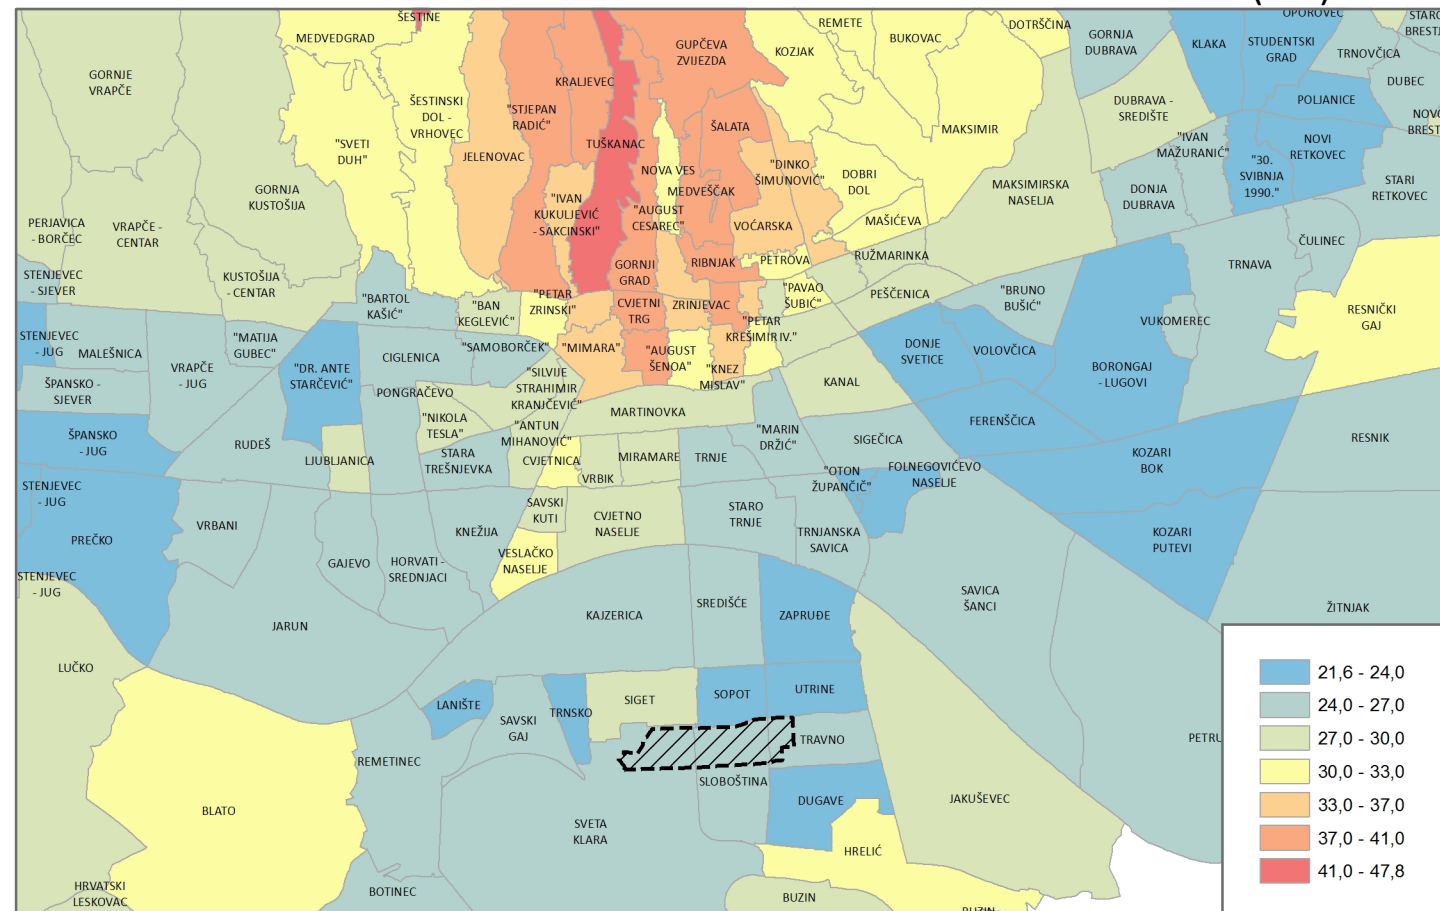 ŠESTINE
MEDVEDGRAD
REMETE
BUKOVAC
DOTRŠČINA
OPOROVEC
GORNJA
DUBRAVA
KLAKA
STUDENTSKI
GRAD
TRNOVČICA
GUPČEVA
ZVIJEZDA
KOZJAK
GORNJE
VRAPČE
KRALJEVEC
DUBEC
POLJANICE
ŠESTINSKI
DOL -
VRHOVEC
"STJEPAN
RADIĆ"
ŠALATA
DUBRAVA -
SREDIŠTE
MAKSIMIR
"IVAN
MAŽURANIĆ"
NOVI
RETKOVEC
"SVETI
DUH"
JELENOVAC
TUŠKANAC
"30.
SVIBNJA
1990."
NOVA VES
"DINKO
ŠIMUNOVIĆ"
DOBRI
DOL
MEDVEŠČAK
MAKSIMIRSKA
NASELJA
DONJA
DUBRAVA
STARI
RETKOVEC
GORNJA
KUSTOŠIJA
"IVAN
KUKULJEVIĆ
- SAKCINSKI"
"AUGUST
CESAREC"
VOĆARSKA
MAŠIĆEVA
PERJAVICA
- BORČEC
VRAPČE -
CENTAR
ČULINEC
RUŽMARINKA
PETROVA
RIBNJAK
GORNJI
GRAD
TRNAVA
STENJEVEC
- SJEVER
KUSTOŠIJA
- CENTAR
"BARTOL
KAŠIĆ"
"BAN
KEGLEVIĆ"
"PETAR
ZRINSKI"
CVJETNI
TRG
ZRINJEVAC
"PAVAO
ŠUBIĆ"
PEŠČENICA
"BRUNO
BUŠIĆ"
RESNIČKI
GAJ
VUKOMEREC
"PETAR
KREŠIMIR IV."
STENJEVEC
- JUG
MALEŠNICA
"MATIJA
GUBEC"
CIGLENICA
"SAMOBORČEK"
"MIMARA"
"AUGUST
ŠENOA"
"KNEZ
MISLAV"
DONJE
SVETICE
VOLOVČICA
BORONGAJ
- LUGOVI
VRAPČE
- JUG
"DR. ANTE
STARČEVIĆ"
ŠPANSKO -
SJEVER
PONGRAČEVO
"SILVIJE
STRAHIMIR
KRANJČEVIĆ"
KANAL
MARTINOVKA
"NIKOLA
TESLA"
"ANTUN
MIHANOVIĆ"
"MARIN
DRŽIĆ"
SIGEČICA
FERENŠČICA
ŠPANSKO
- JUG
RUDEŠ
LJUBLJANICA
STARA
TREŠNJEVKA
CVJETNICA
VRBIK
MIRAMARE
TRNJE
"OTON
ŽUPANČIČ"
FOLNEGOVIĆEVO
NASELJE
KOZARI
BOK
RESNIK
STENJEVEC
- JUG
PREČKO
VRBANI
KNEŽIJA
SAVSKI
KUTI
CVJETNO
NASELJE
STARO
TRNJE
TRNJANSKA
SAVICA
KOZARI
PUTEVI
VESLAČKO
NASELJE
GAJEVO
HORVATI -
SREDNJACI
STENJEVEC
- JUG
JARUN
KAJZERICA
SREDIŠĆE
ZAPRUĐE
SAVICA
ŠANCI
ŽITNJAK
LUČKO
LANIŠTE
SAVSKI
GAJ
TRNSKO
SIGET
SOPOT
UTRINE
TRAVNO
REMETINEC
SLOBOŠTINA
PETRU
BLATO
SVETA
KLARA
DUGAVE
JAKUŠEVEC
HRELIĆ
HRVATSKI
LESKOVAC
BOTINEC
BUZIN
21,6 - 24,0
24,0 - 27,0
27,0 - 30,0
30,0 - 33,0
33,0 - 37,0
37,0 - 41,0
41,0 - 47,8